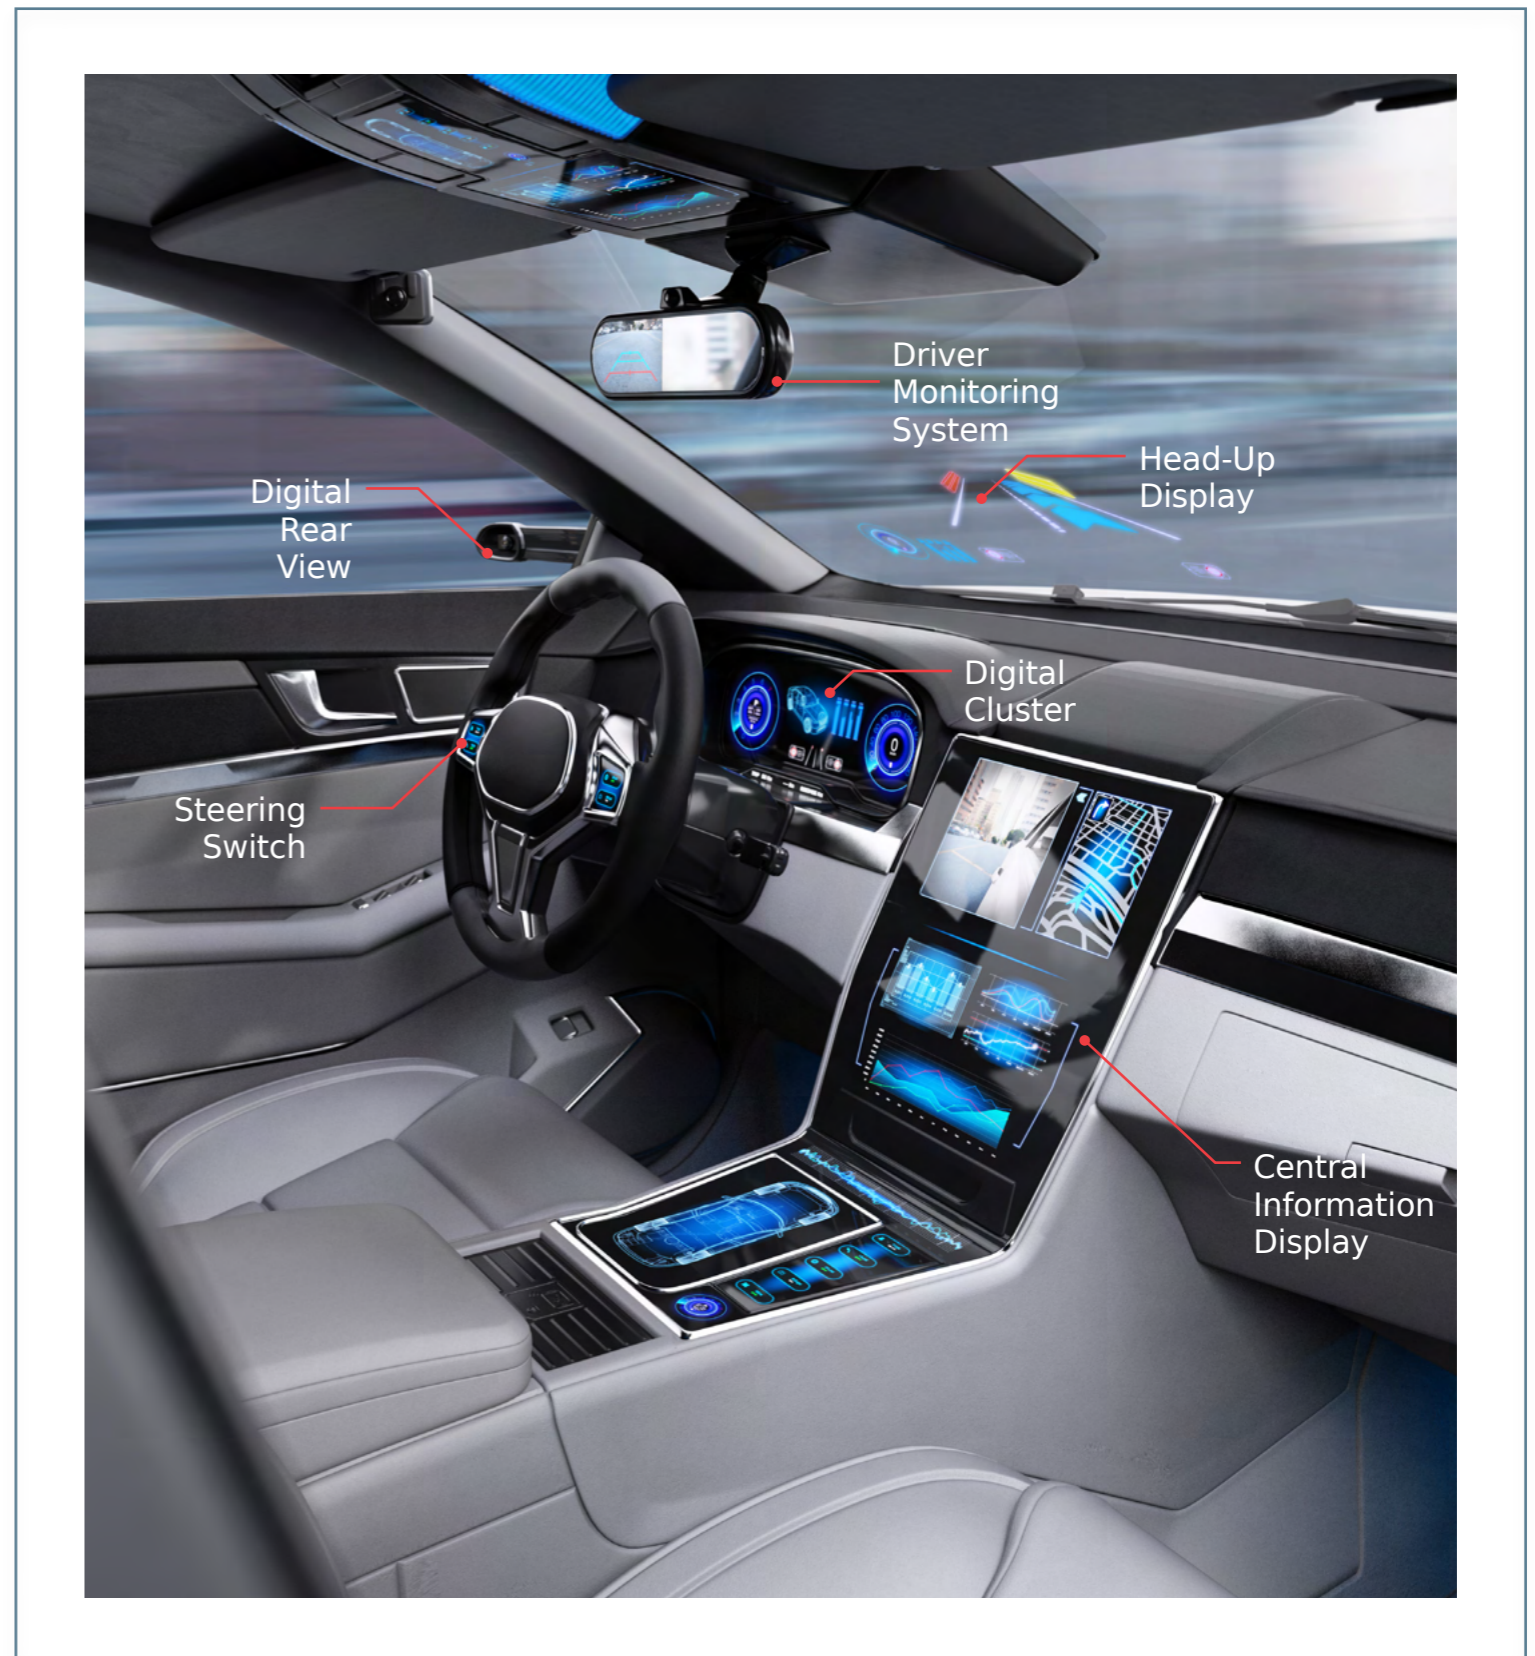 Driver
Monitoring
System
Head-Up
Display
Digital
Rear
View
Digital
Cluster
Steering
Switch
Central
Information
Display